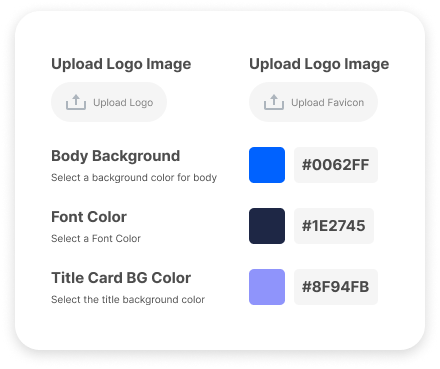 Upload Logo Image
Upload Logo Image
Upload Logo
Upload Favicon
Body Background
Select a background color for body
#0062FF
Font Color
Select a Font Color
#1E2745
Title Card BG Color
Select the title background color
#8F94FB